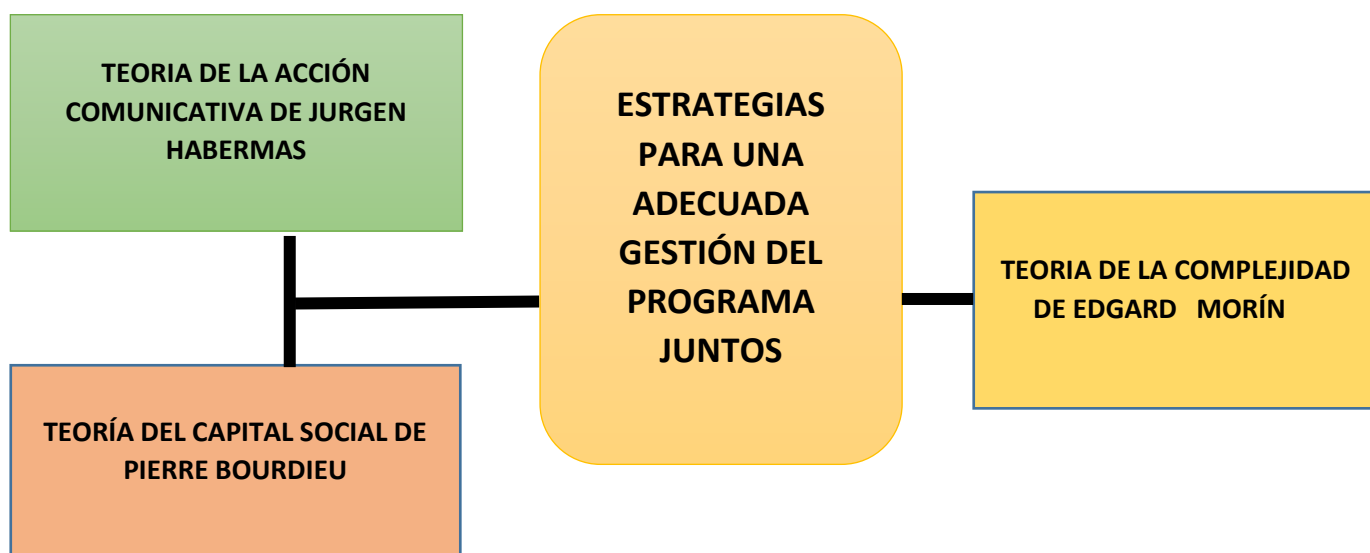 TEORIA DE LA ACCIÓN
COMUNICATIVA DE JURGEN
HABERMAS
TEORÍA DEL CAPITAL SOCIAL DE
PIERRE BOURDIEU
ESTRATEGIAS
PARA UNA
ADECUADA
GESTIÓN DEL
PROGRAMA
JUNTOS
TEORIA DE LA COMPLEJIDAD
DE EDGARD MORÍN